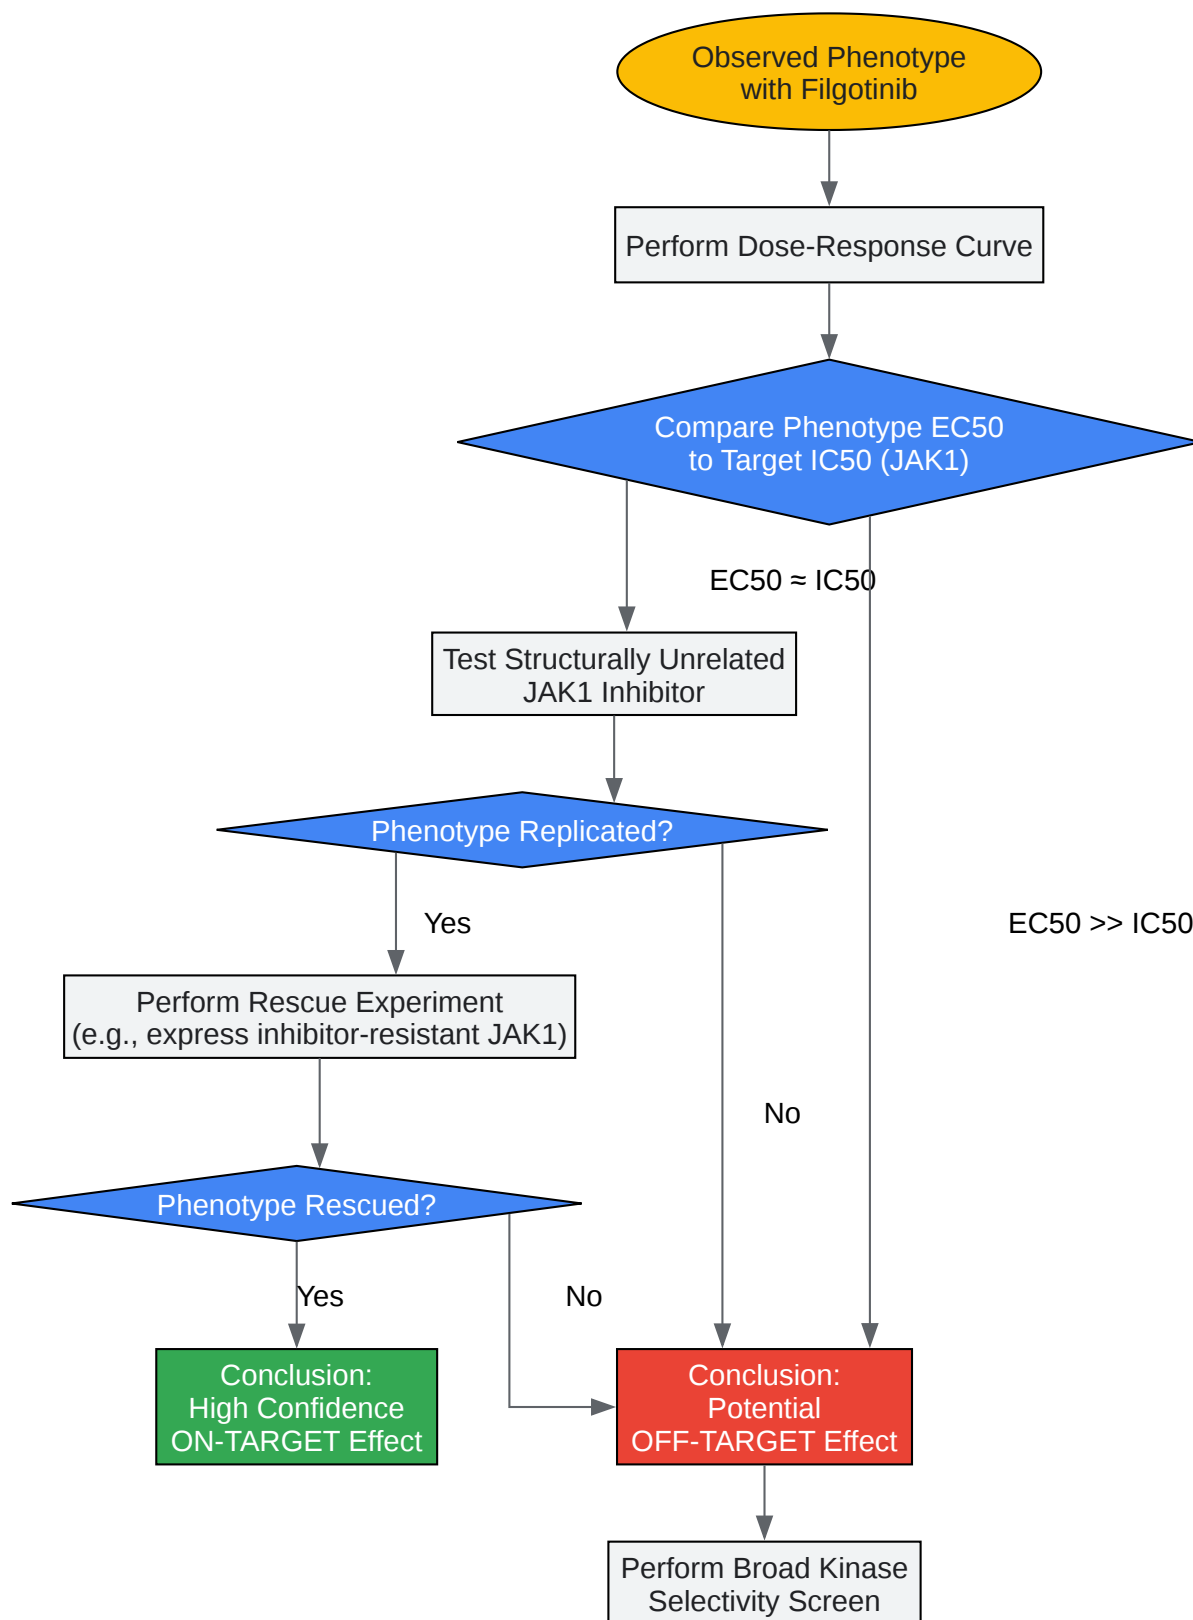 Observed Phenotype
with Filgotinib
Perform Dose-Response Curve
Compare Phenotype EC50
to Target IC50 (JAK1)
EC50 ≈ IC50
Test Structurally Unrelated
JAK1 Inhibitor
Phenotype Replicated?
Yes
EC50 >> IC50
Perform Rescue Experiment
(e.g., express inhibitor-resistant JAK1)
No
Phenotype Rescued?
Yes
No
Conclusion:
High Confidence
ON-TARGET Effect
Conclusion:
Potential
OFF-TARGET Effect
Perform Broad Kinase
Selectivity Screen